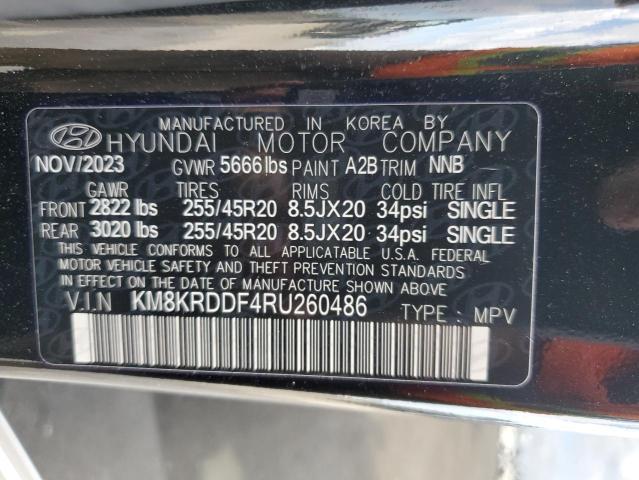 MANUFACTURED IN KOREA BY
HYUNDAI MOTOR COMPANY
NOV/2023 GVWR 5666 lbs PAINT A2B TRIM NNB
GAWR TIRES RIMS COLD TIRE INFL
FRONT 2822 lbs 255/45R20 8.5JX20 34psi SINGLE
REAR 3020 lbs 255/45R20 8.5JX20 34psi SINGLE
THIS VEHICLE CONFORMS TO ALL APPLICATABLE U.S.A. FEDERAL
MOTOR VEHICLE SAFETY AND THEFT PREVENTION STANDARDS
IN EFFECT ON THE DATE OF MANUFACTURE SHOWN ABOVE.
V.I.N KM8KRDDF4RU260486 TYPE : MPV